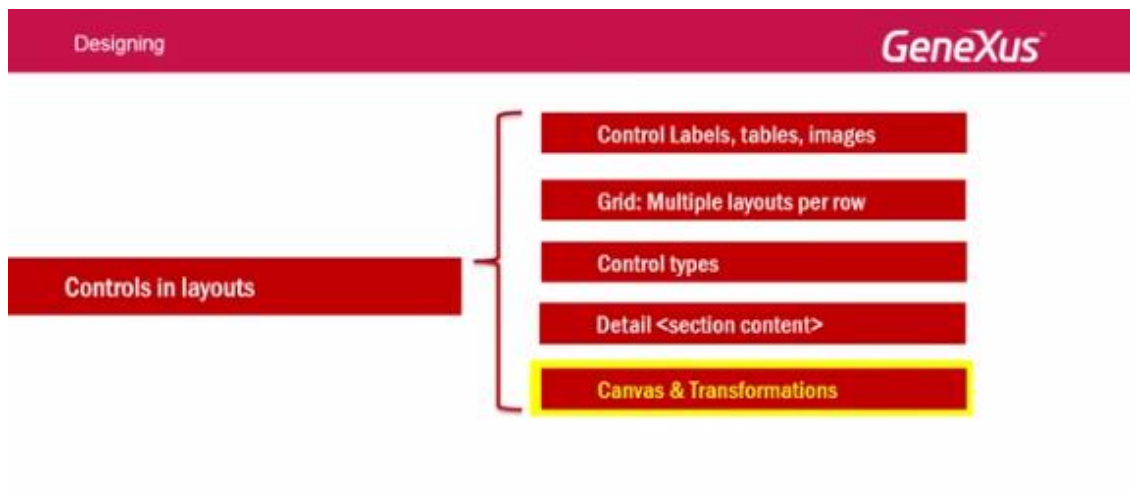 Designing
GeneXus
Control Labels, tables, images
Grid: Multiple layouts per row
Control types
Controls in layouts
Detail <section content>
Canvas & Transformations